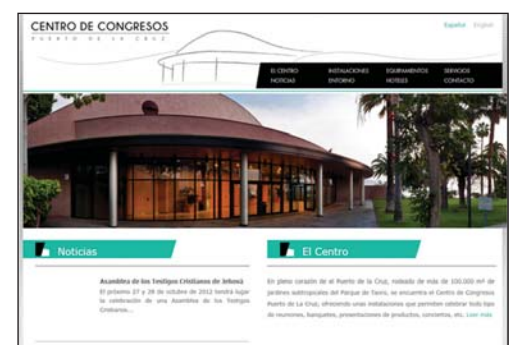 CENTRO DE CONGRESOS
PUERTO DE LA CRUZ
Español English
EL CENTRO INSTALACIONES EQUIPAMIENTOS SERVICIOS
NOTICIAS ENTORNO HOTELES CONTACTO
Noticias
Asamblea de los Testigos Cristianos de Jehová
El próximo 27 y 28 de octubre de 2012 tendrá lugar
la celebración de una Asamblea de los Testigos
Cristianos...
El Centro
En pleno corazón de el Puerto de la Cruz, rodeada de más de 100.000 m² de
jardines subtropicales del Parque de Taoro, se encuentra el Centro de Congresos
Puerto de La Cruz, ofreciendo unas instalaciones que permiten celebrar todo tipo
de reuniones, banquetes, presentaciones de productos, conciertos, etc. Leer más